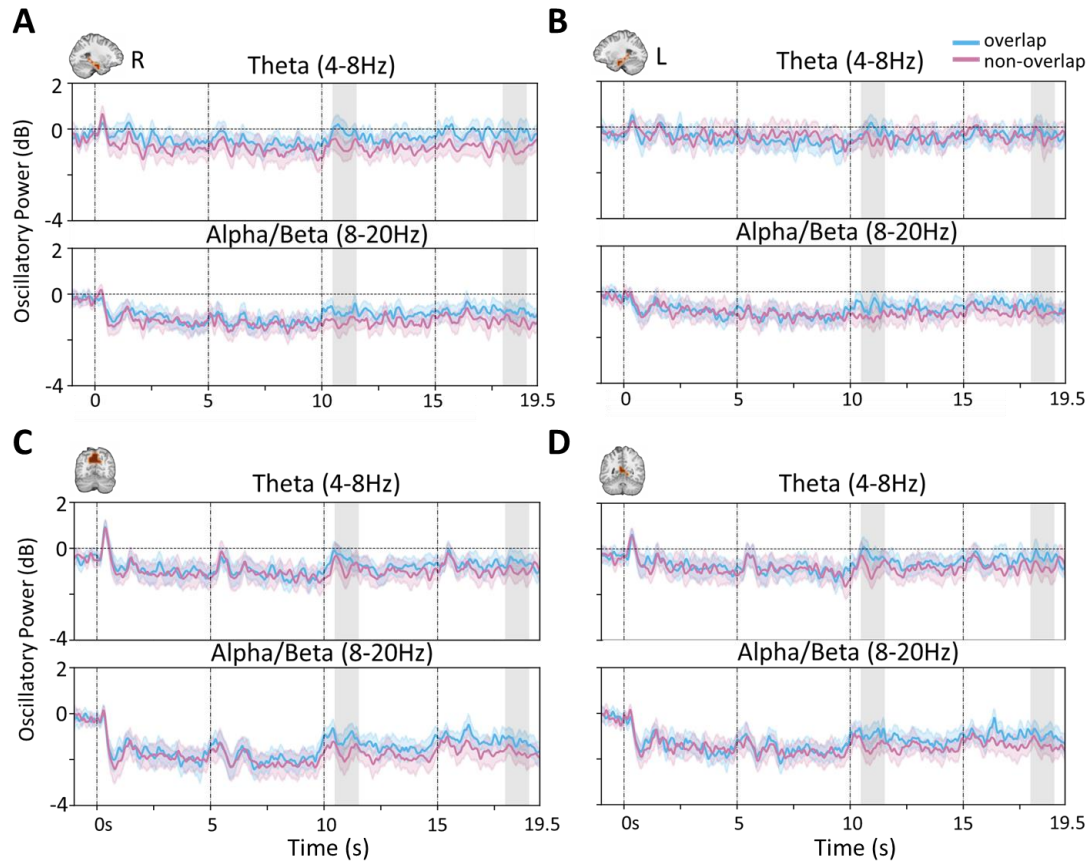 A
R
Theta (4-8Hz)
2
0
-4
Alpha/Beta (8-20Hz)
2
0
-4
0 5 10 15 19.5
Oscillatory Power (dB)
B
L
overlap
non-overlap
Theta (4-8Hz)
Alpha/Beta (8-20Hz)
0 5 10 15 19.5
C
Theta (4-8Hz)
2
0
-4
Alpha/Beta (8-20Hz)
2
0
-4
0s 5 10 15 19.5
Time (s)
Oscillatory Power (dB)
D
Theta (4-8Hz)
Alpha/Beta (8-20Hz)
0s 5 10 15 19.5
Time (s)